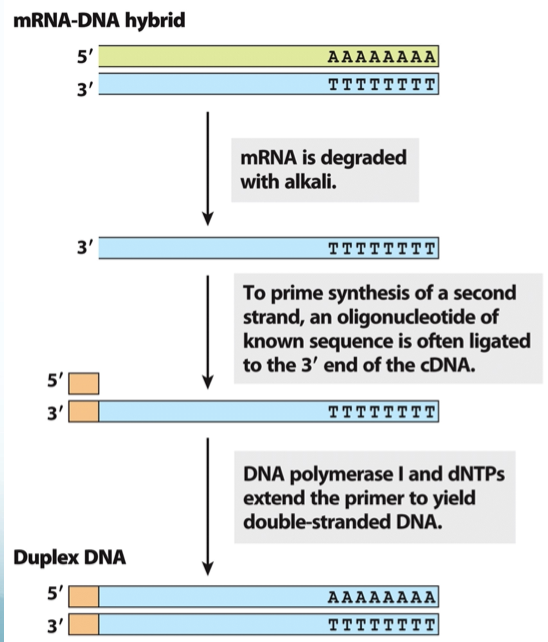 mRNA-DNA hybrid
5′ AAAAAAAA
3′ TTTTTTTT
mRNA is degraded
with alkali.
3′ TTTTTTTT
To prime synthesis of a second
strand, an oligonucleotide of
known sequence is often ligated
to the 3′ end of the cDNA.
5′
3′ TTTTTTTT
DNA polymerase I and dNTPs
extend the primer to yield
double-stranded DNA.
Duplex DNA
5′ AAAAAAAA
3′ TTTTTTTT